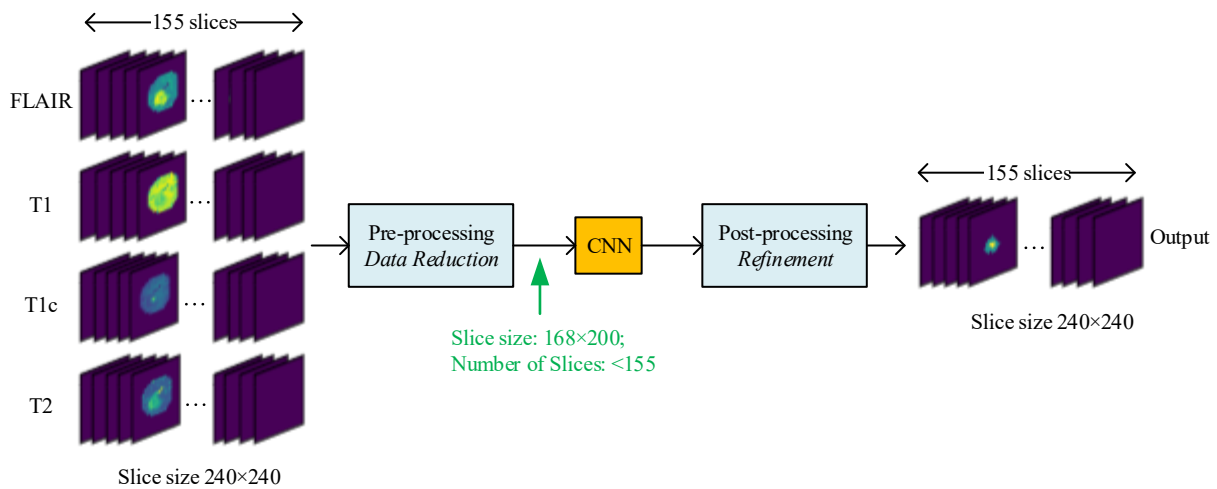 155 slices
FLAIR
...
T1
...
T1c
...
T2
...
Slice size 240×240
Pre-processing
Data Reduction
CNN
Slice size: 168×200;
Number of Slices: <155
Post-processing
Refinement
155 slices
...
Output
Slice size 240×240